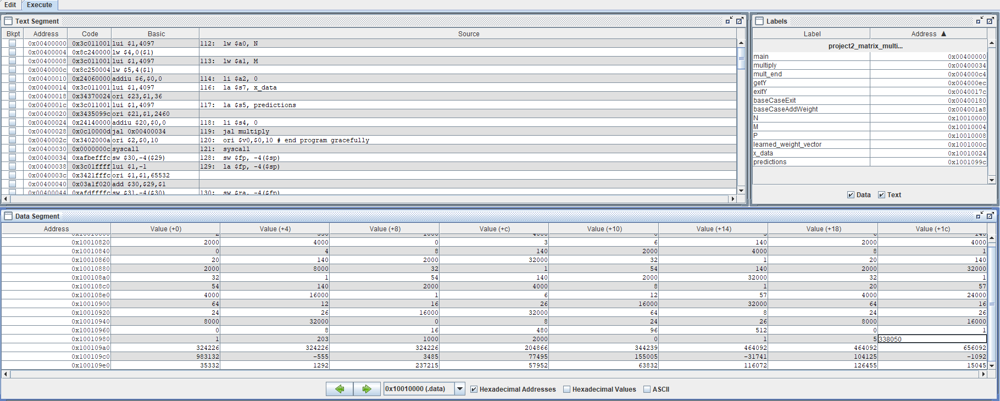 Edit Execute
Text Segment
Bkpt Address Code Basic Source
0x00400000 0x3c011001 lui $1,4097 112: lw $a0, N
0x00400004 0x8c240000 lw $4,0($1)
0x00400008 0x3c011001 lui $1,4097 113: lw $a1, M
0x0040000c 0x8c250004 lw $5,4($1)
0x00400010 0x24060000 addiu $6,$0,0 114: li $a2, 0
0x00400014 0x3c011001 lui $1,4097 116: la $s7, x_data
0x00400018 0x34370024 ori $23,$1,36
0x0040001c 0x3c011001 lui $1,4097 117: la $s5, predictions
0x00400020 0x3435099c ori $21,$1,2460
0x00400024 0x24140000 addiu $20,$0,0 118: li $s4, 0
0x00400028 0x0c10000d jal 0x00400034 119: jal multiply
0x0040002c 0x3402000a ori $2,$0,10 120: ori $v0,$0,10 # end program gracefully
0x00400030 0x0000000c syscall 121: syscall
0x00400034 0xafbefffc sw $30,-4($29) 128: sw $fp, -4($sp)
0x00400038 0x3c01ffff lui $1,-1 129: la $fp, -4($sp)
0x0040003c 0x3421fffc ori $1,$1,65532
0x00400040 0x03a1f020 add $30,$29,$1
0x00400044 0xafdffffc sw $31,-4($30) 130: sw $ra, -4($fp)
Labels
Label Address ▲
project2_matrix_multi...
main 0x00400000
multiply 0x00400034
mult_end 0x004000c4
getY 0x004000ec
exitY 0x0040017c
baseCaseExit 0x00400180
baseCaseAddWeight 0x004001a8
N 0x10010000
M 0x10010004
P 0x10010008
learned_weight_vector 0x1001000c
x_data 0x10010024
predictions 0x1001099c
Data Text
Data Segment
Address Value (+0) Value (+4) Value (+8) Value (+c) Value (+10) Value (+14) Value (+18) Value (+1c)
0x10010820 2000 4000 0 3 6 140 2000 4000
0x10010840 0 4 8 140 2000 4000 8 1
0x10010860 20 140 2000 32000 32 1 20 140
0x10010880 2000 8000 32 1 54 140 2000 32000
0x100108a0 32 1 54 140 2000 32000 32 1
0x100108c0 54 140 2000 4000 8 1 20 57
0x100108e0 4000 16000 1 6 12 57 4000 24000
0x10010900 64 12 16 26 16000 32000 64 16
0x10010920 24 26 16000 32000 64 8 24 26
0x10010940 8000 32000 0 8 24 26 8000 16000
0x10010960 0 8 16 480 96 512 0 1
0x10010980 1 203 1000 2000 0 1 5 338050
0x100109a0 324226 324226 324226 204866 344239 464092 464092 656092
0x100109c0 983132 -555 3485 77495 155005 -31741 104125 -1092
0x100109e0 35332 1292 237215 57952 63832 116072 126455 15045
0x10010000 (.data) Hexadecimal Addresses Hexadecimal Values ASCII